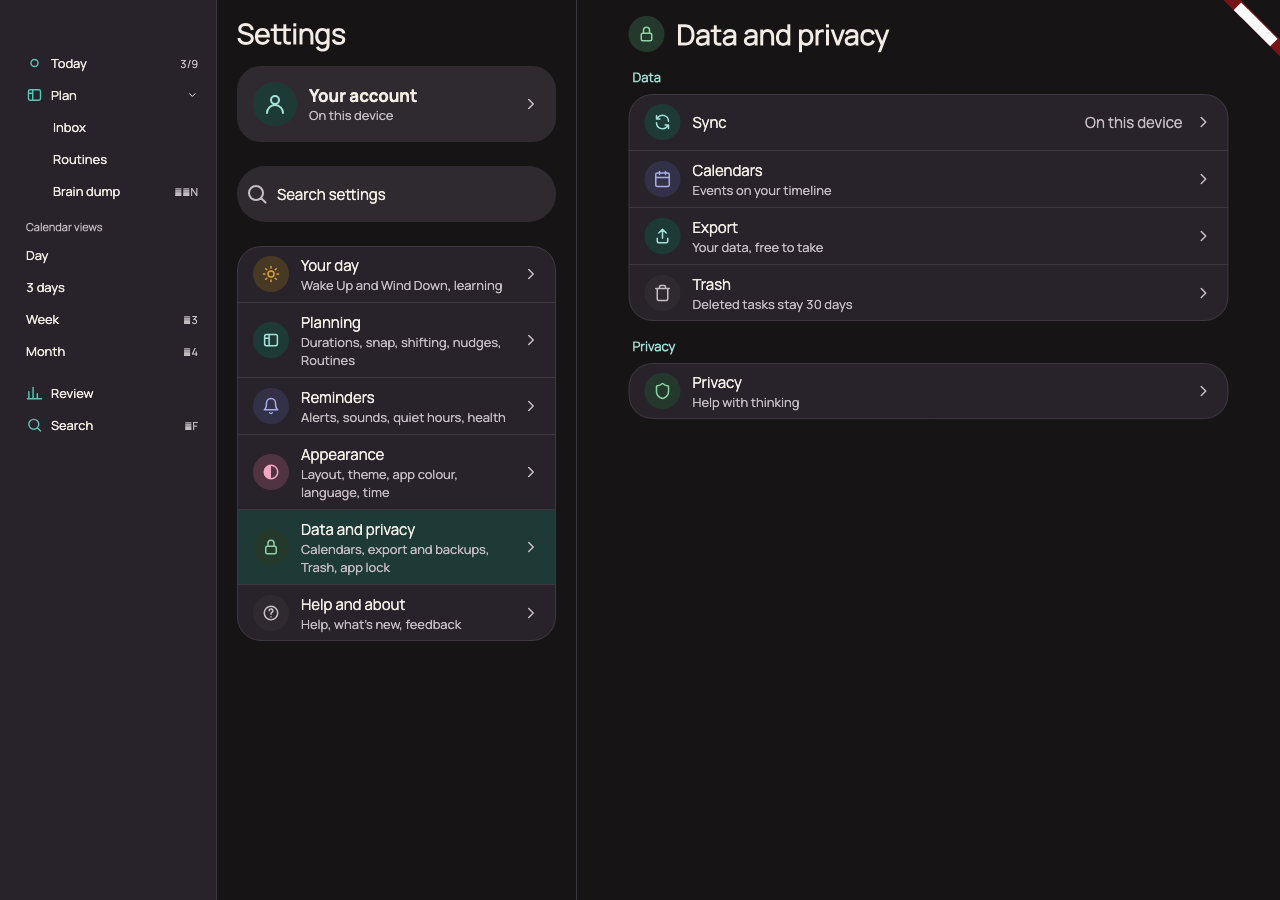 Today
3/9
Plan
Inbox
Routines
Brain dump
N
Calendar views
Day
3 days
Week
3
Month
4
Review
Search
F
Settings
Your account
On this device
Search settings
Your day
Wake Up and Wind Down, learning
Planning
Durations, snap, shifting, nudges,
Routines
Reminders
Alerts, sounds, quiet hours, health
Appearance
Layout, theme, app colour,
language, time
Data and privacy
Calendars, export and backups,
Trash, app lock
Help and about
Help, what's new, feedback
Data and privacy
Data
Sync
On this device
Calendars
Events on your timeline
Export
Your data, free to take
Trash
Deleted tasks stay 30 days
Privacy
Privacy
Help with thinking